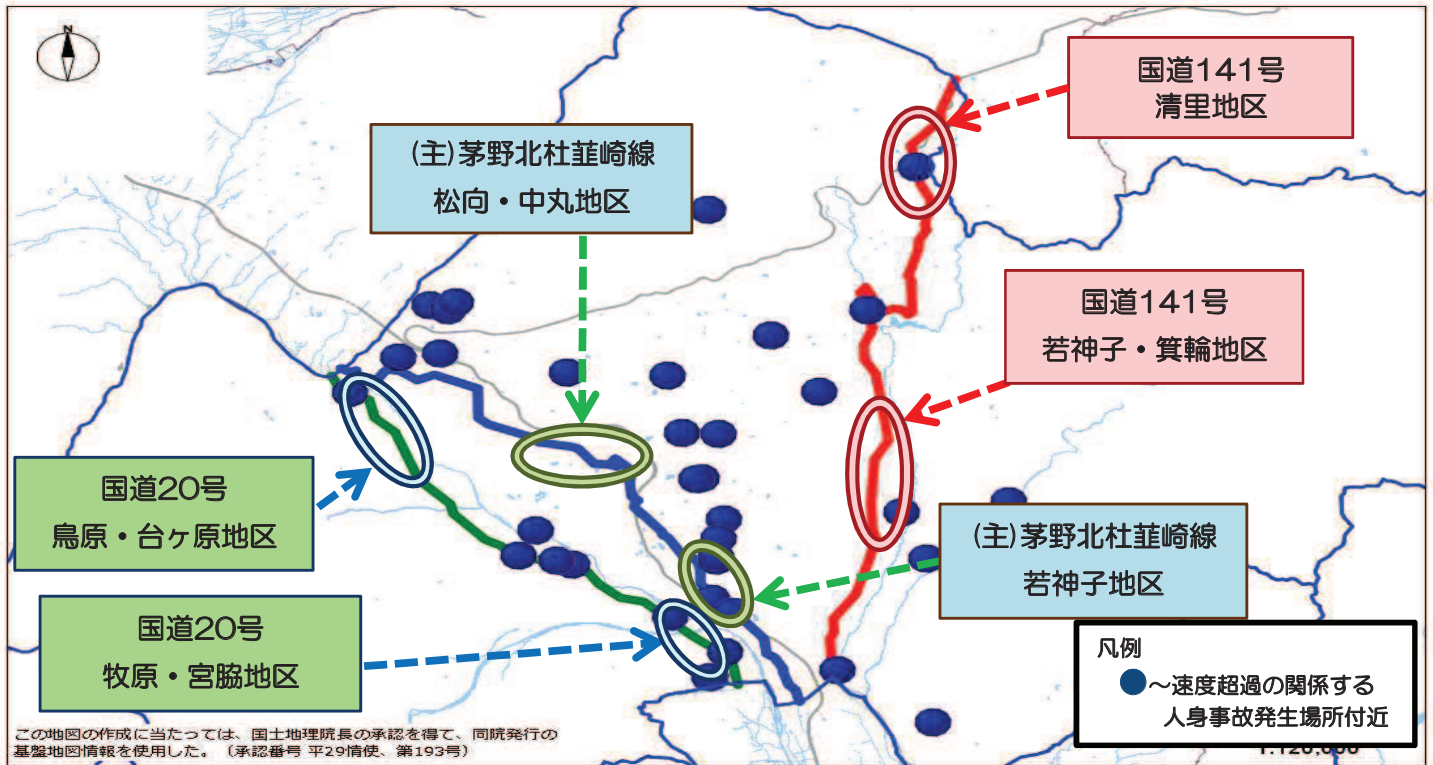 N
国道141号
清里地区
(主)茅野北杜韮崎線
松向・中丸地区
国道141号
若神子・箕輪地区
国道20号
鳥原・台ヶ原地区
(主)茅野北杜韮崎線
若神子地区
国道20号
牧原・宮脇地区
凡例
～速度超過の関係する
人身事故発生場所付近
この地図の作成に当たっては、国土地理院長の承認を得て、同院発行の
基盤地図情報を使用した。 (承認番号 平29情使、第193号)
1:120,000